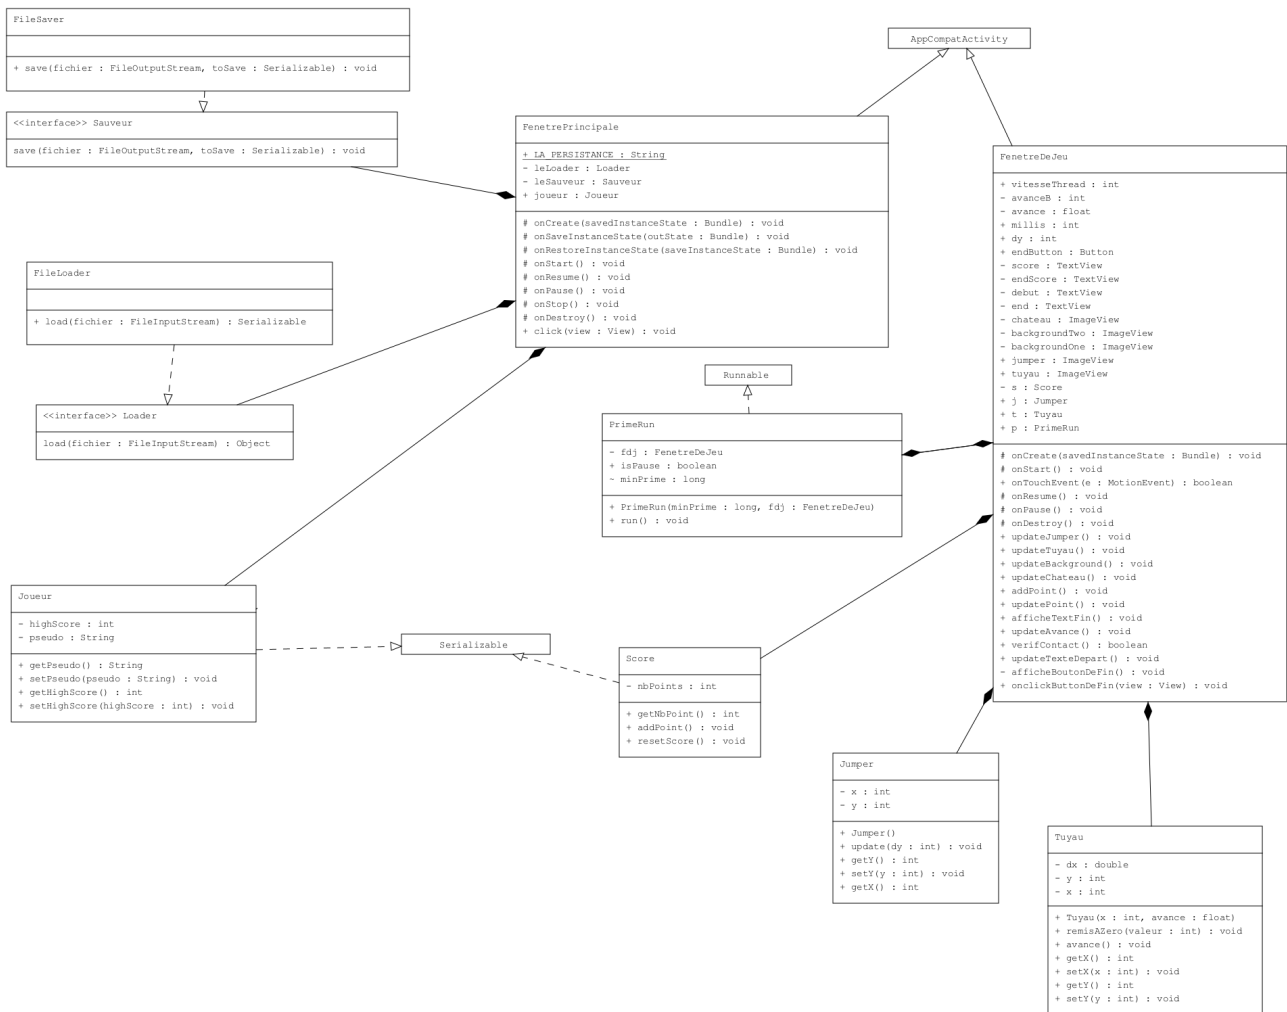 FileSaver
+ save(fichier : FileOutputStream, toSave : Serializable) : void
<<interface>> Sauveur
save(fichier : FileOutputStream, toSave : Serializable) : void
FileLoader
+ load(fichier : FileInputStream) : Serializable
<<interface>> Loader
load(fichier : FileInputStream) : Object
AppCompatActivity
FenetrePrincipale
+ LA_PERSISTANCE : String
- leLoader : Loader
- leSauveur : Sauveur
+ joueur : Joueur
# onCreate(savedInstanceState : Bundle) : void
# onSaveInstanceState(outState : Bundle) : void
# onRestoreInstanceState(saveInstanceState : Bundle) : void
# onStart() : void
# onResume() : void
# onPause() : void
# onStop() : void
# onDestroy() : void
+ click(view : View) : void
FenetreDeJeu
+ vitesseThread : int
- avanceB : int
- avance : float
+ millis : int
+ dy : int
+ endButton : Button
- score : TextView
- endScore : TextView
- debut : TextView
- end : TextView
- chateau : ImageView
- backgroundTwo : ImageView
- backgroundOne : ImageView
+ jumper : ImageView
+ tuyau : ImageView
- s : Score
+ j : Jumper
+ t : Tuyau
+ p : PrimeRun
# onCreate(savedInstanceState : Bundle) : void
# onStart() : void
+ onTouchEvent(e : MotionEvent) : boolean
# onResume() : void
# onPause() : void
# onDestroy() : void
+ updateJumper() : void
+ updateTuyau() : void
+ updateBackground() : void
+ updateChateau() : void
+ addPoint() : void
+ updatePoint() : void
+ afficheTextFin() : void
+ updateAvance() : void
+ verifContact() : boolean
+ updateTexteDepart() : void
- afficheBoutonDeFin() : void
+ onclickButtonDeFin(view : View) : void
Runnable
PrimeRun
- fdj : FenetreDeJeu
+ isPause : boolean
~ minPrime : long
+ PrimeRun(minPrime : long, fdj : FenetreDeJeu)
+ run() : void
Joueur
- highScore : int
- pseudo : String
+ getPseudo() : String
+ setPseudo(pseudo : String) : void
+ getHighScore() : int
+ setHighScore(highScore : int) : void
Serializable
Score
- nbPoints : int
+ getNbPoint() : int
+ addPoint() : void
+ resetScore() : void
Jumper
- x : int
- y : int
+ Jumper()
+ update(dy : int) : void
+ getY() : int
+ setY(y : int) : void
+ getX() : int
Tuyau
- dx : double
- y : int
- x : int
+ Tuyau(x : int, avance : float)
+ remisAZero(valeur : int) : void
+ avance() : void
+ getX() : int
+ setX(x : int) : void
+ getY() : int
+ setY(y : int) : void